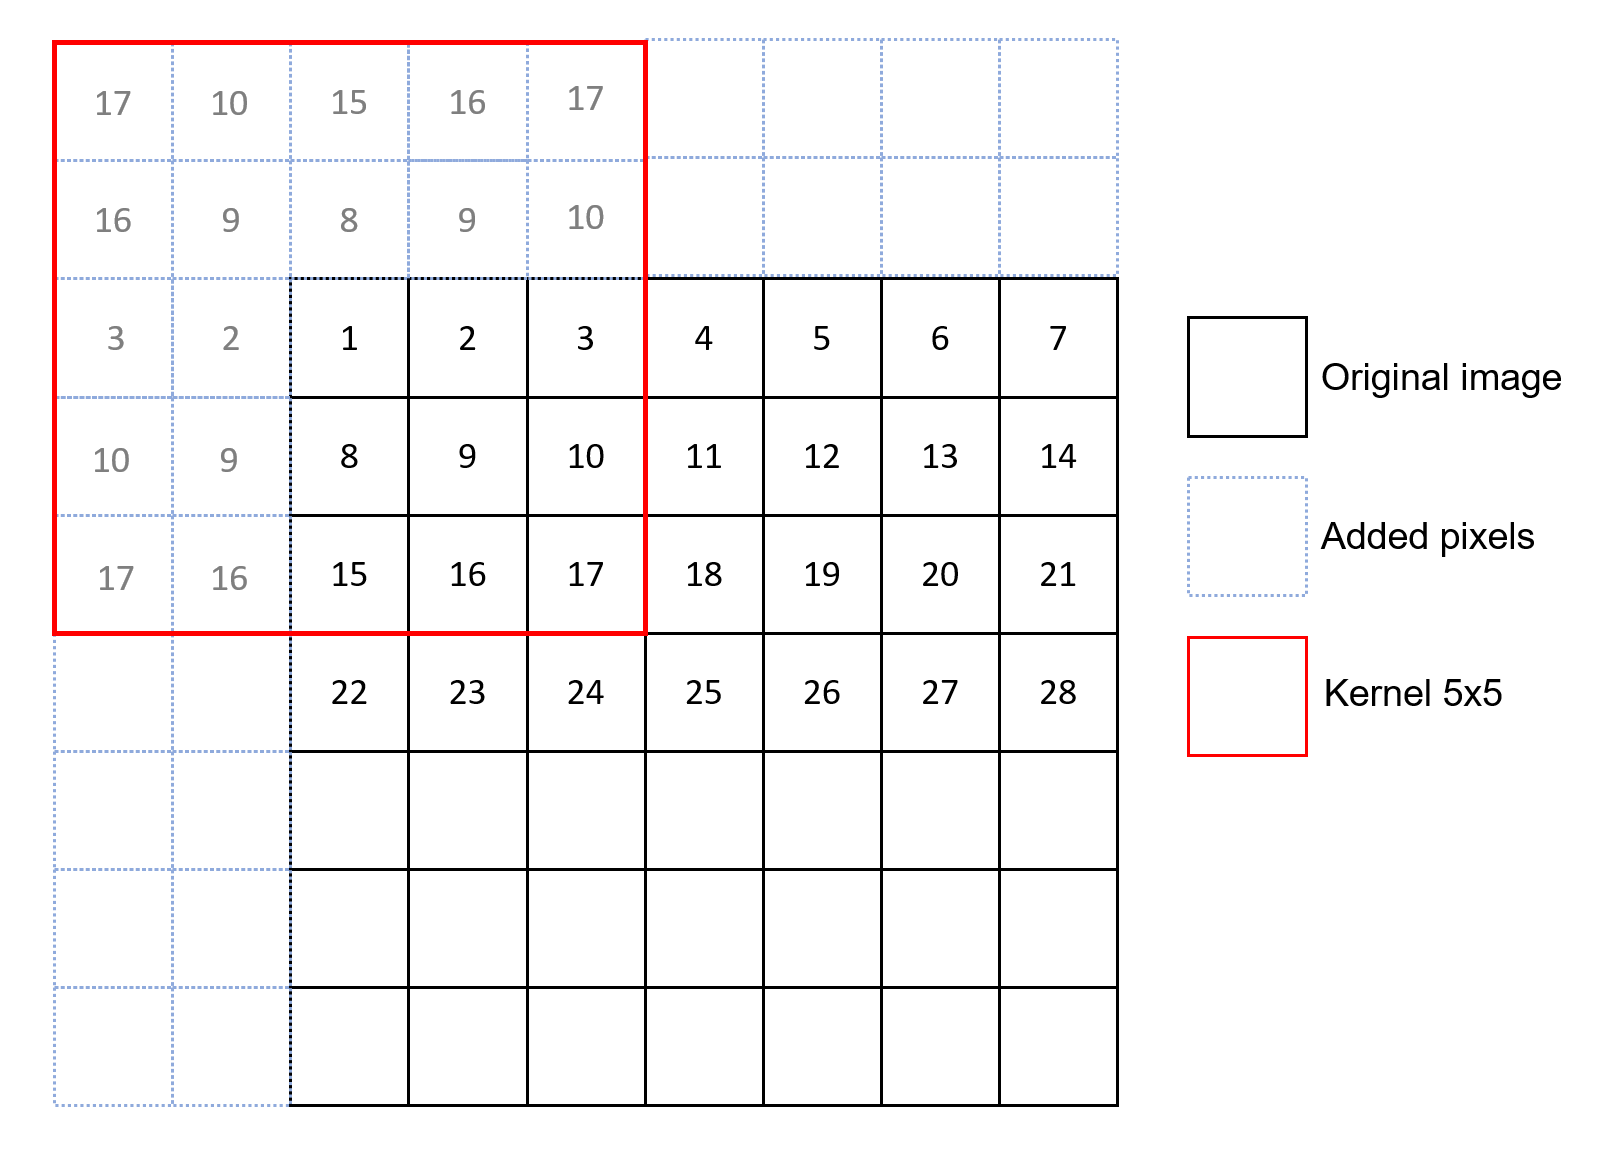 17 10 15 16 17
16 9 8 9 10
3 2 1 2 3 4 5 6 7
10 9 8 9 10 11 12 13 14
17 16 15 16 17 18 19 20 21
22 23 24 25 26 27 28
Original image
Added pixels
Kernel 5x5